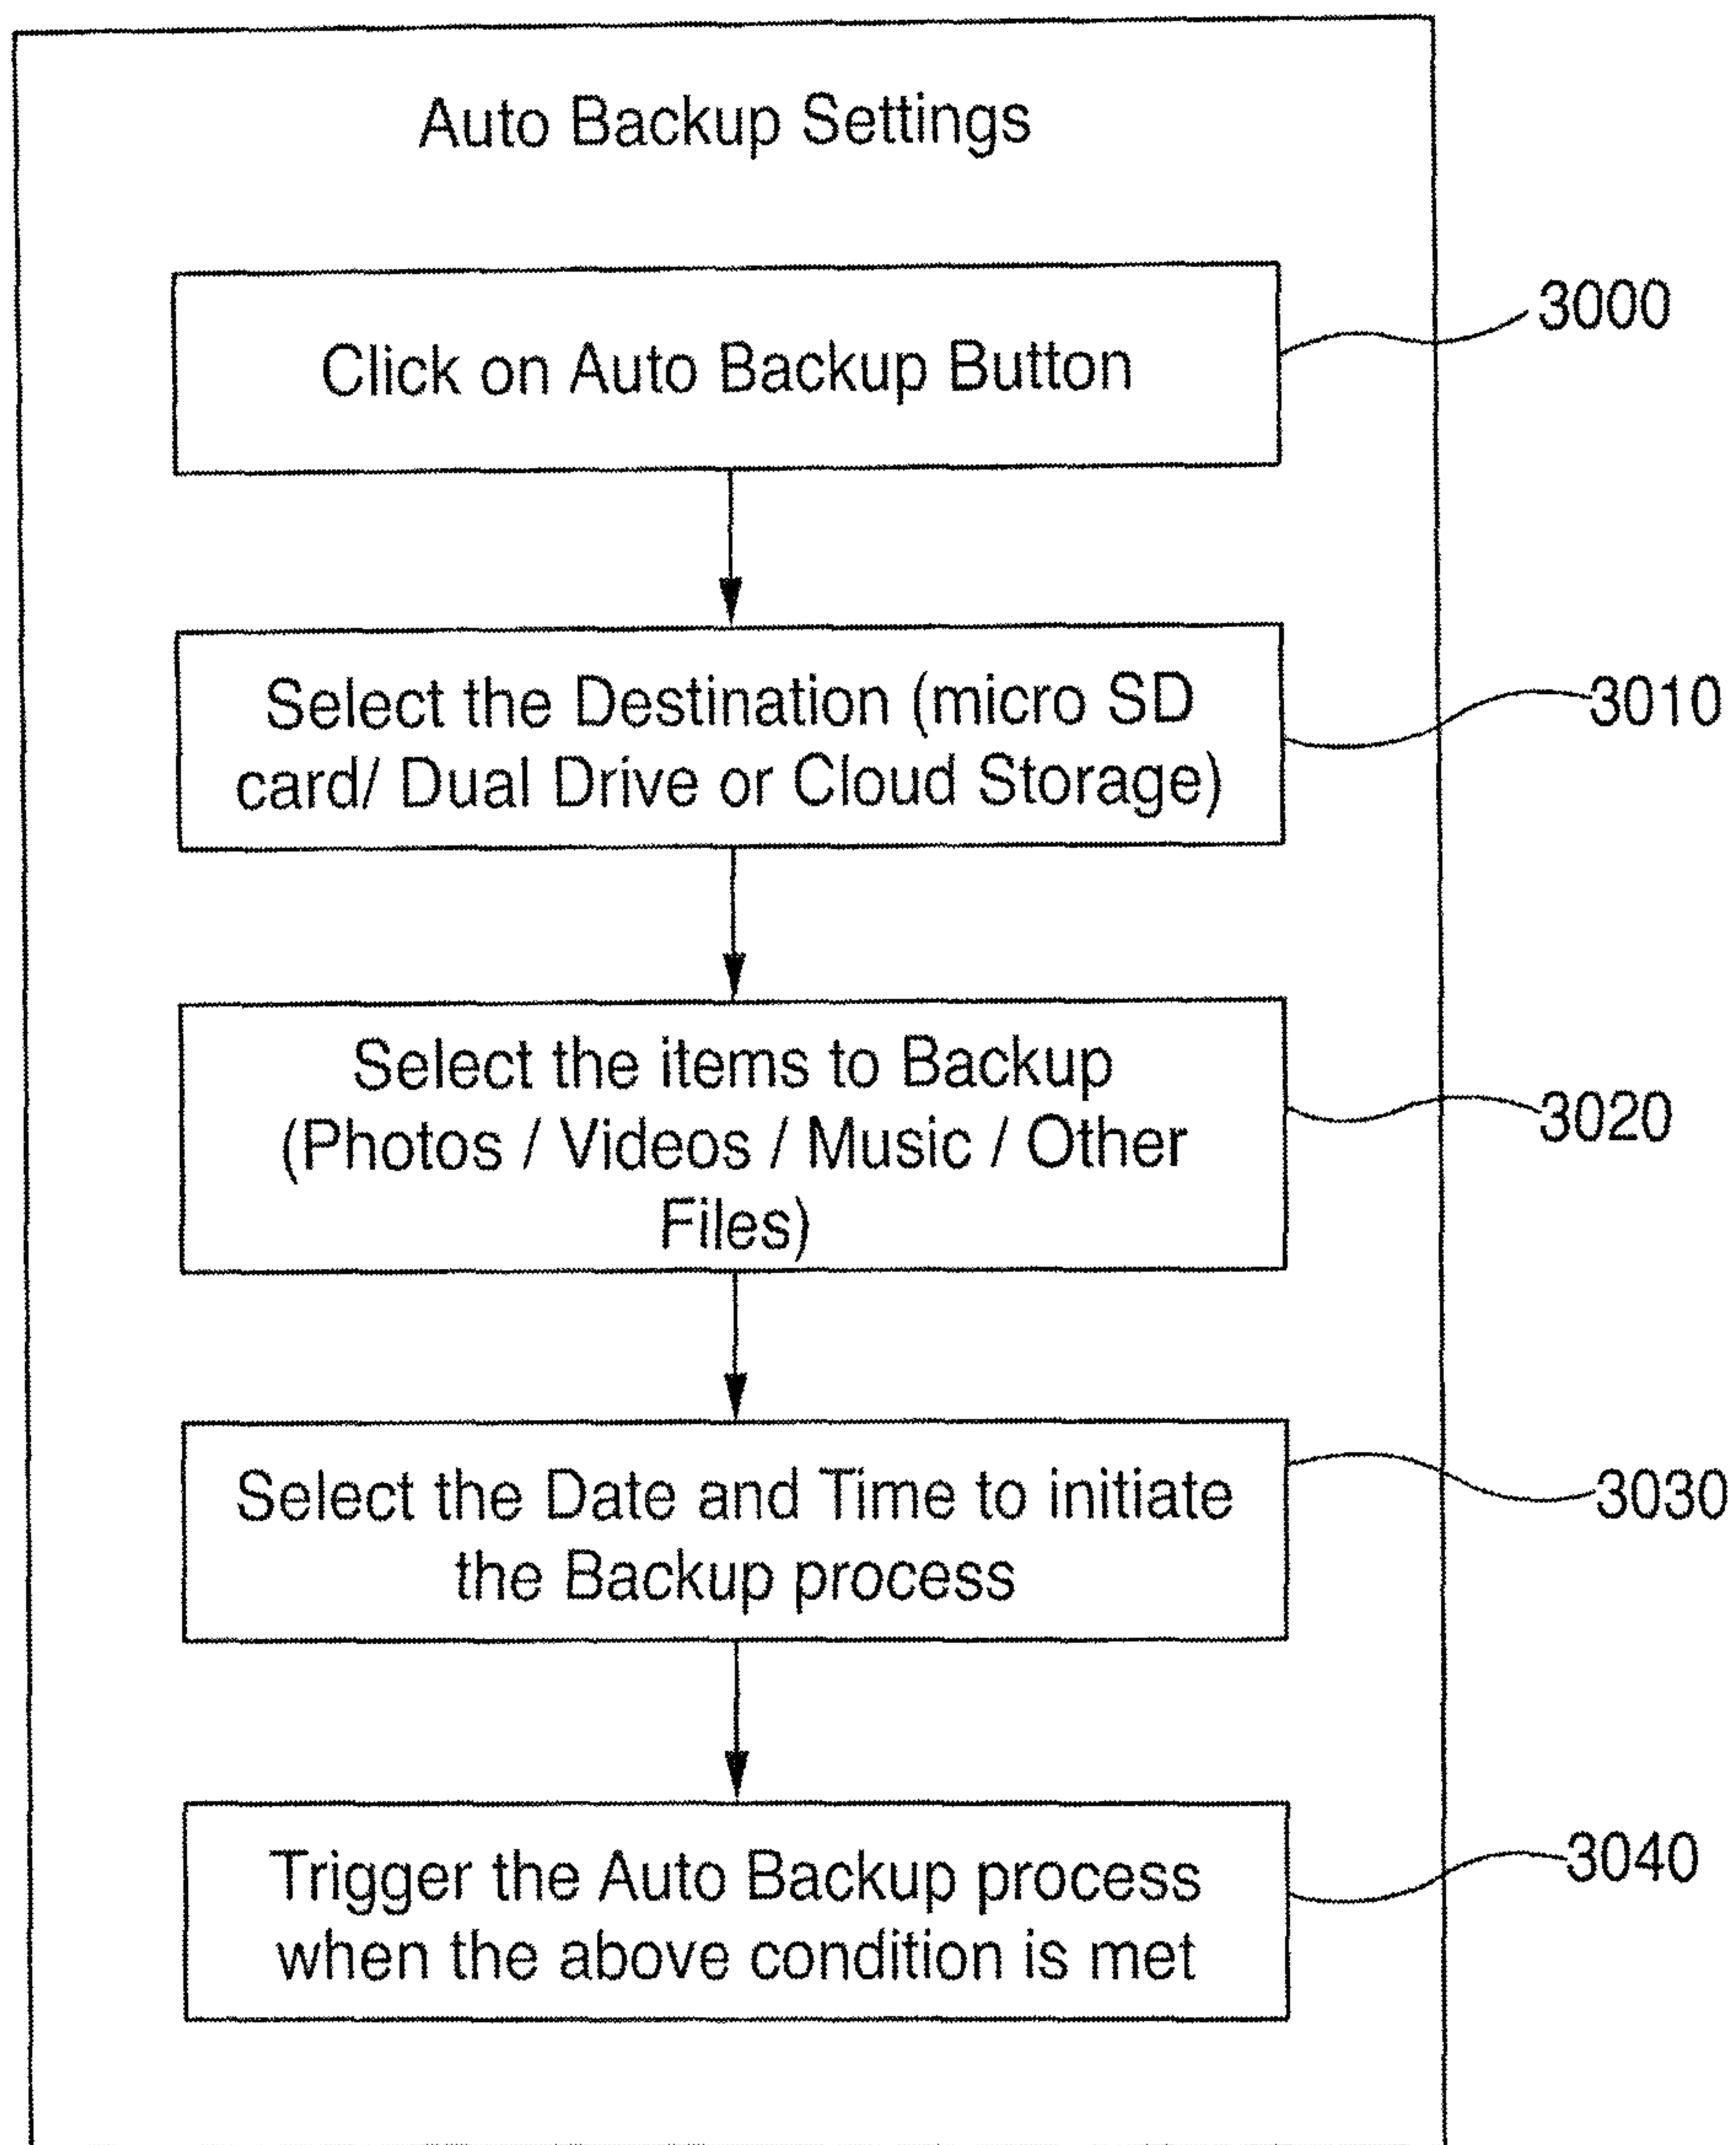 Auto Backup Settings
Click on Auto Backup Button
3000
Select the Destination (micro SD
card/ Dual Drive or Cloud Storage)
3010
Select the items to Backup
(Photos / Videos / Music / Other
Files)
3020
Select the Date and Time to initiate
the Backup process
3030
Trigger the Auto Backup process
when the above condition is met
3040